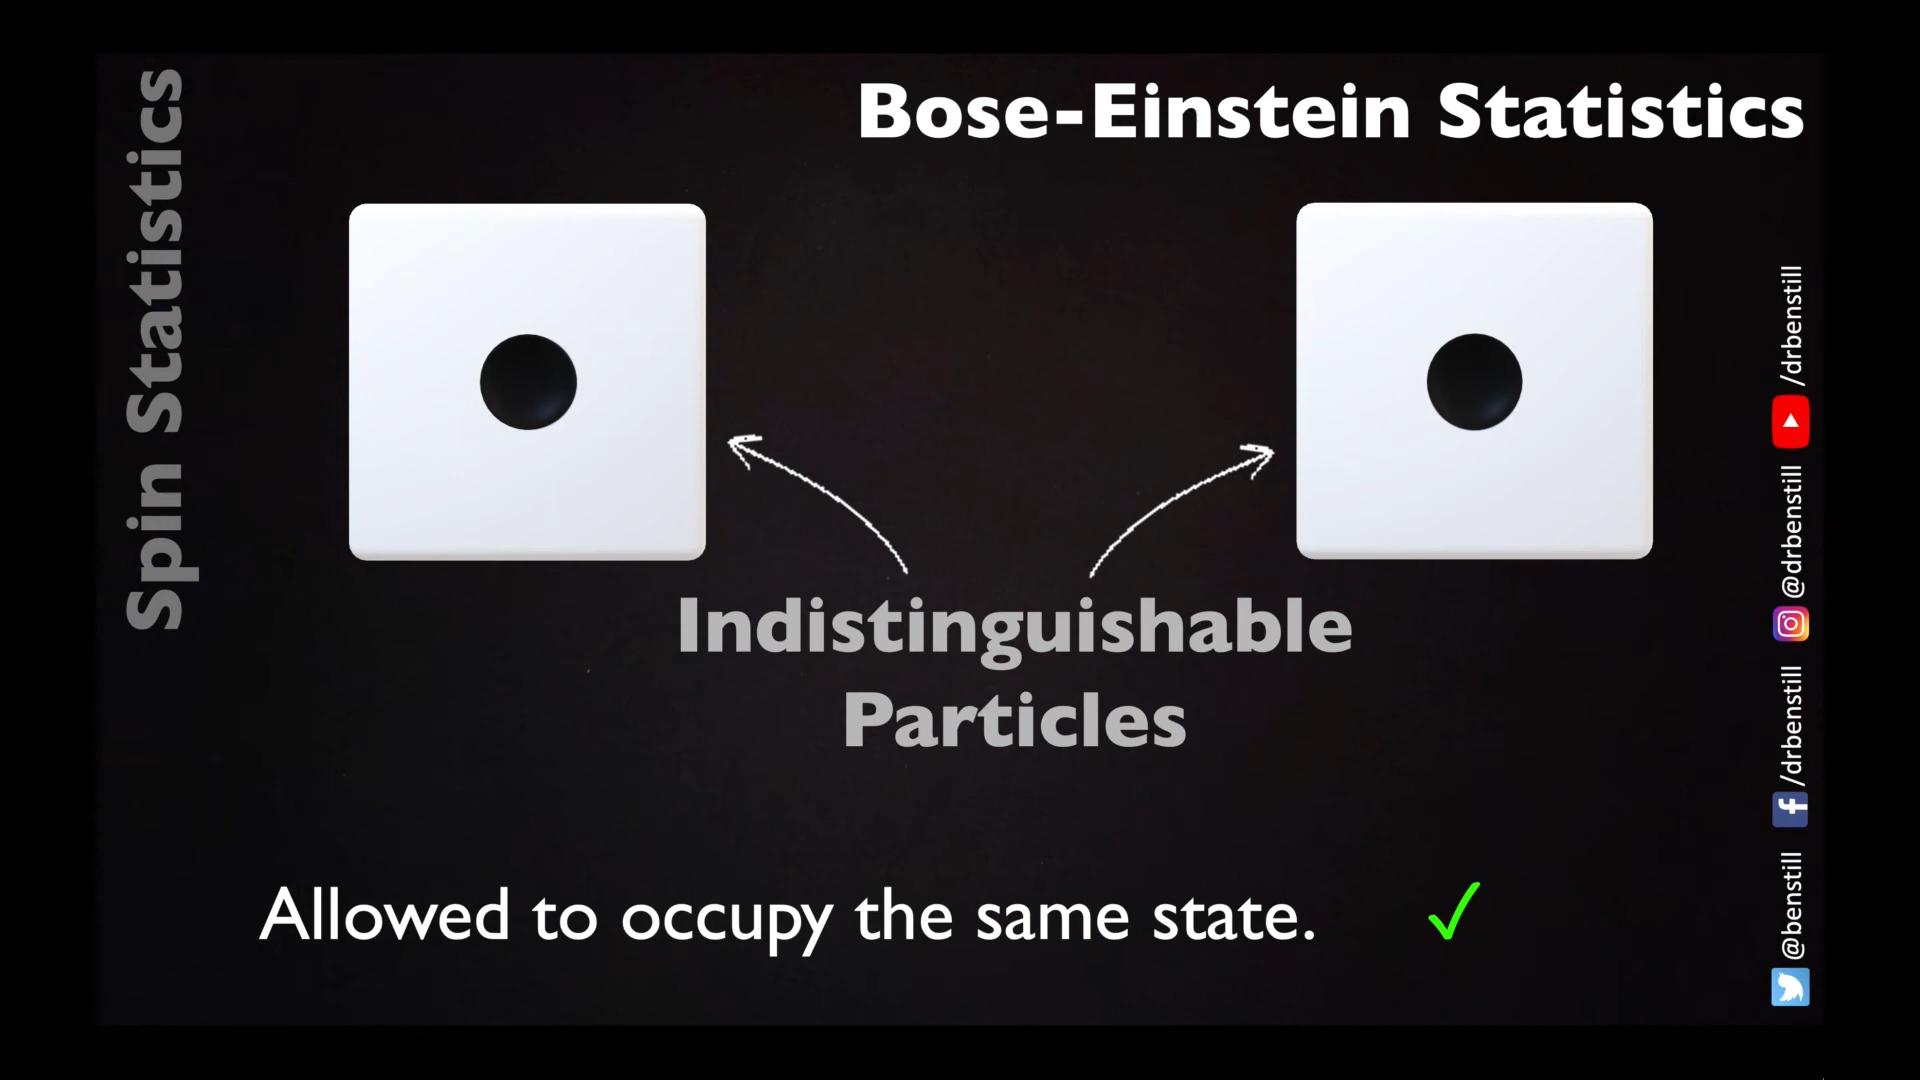 Spin Statistics
Bose-Einstein Statistics
Indistinguishable
Particles
Allowed to occupy the same state. ✓
/drbenstill
@drbenstill
/drbenstill
@benstill